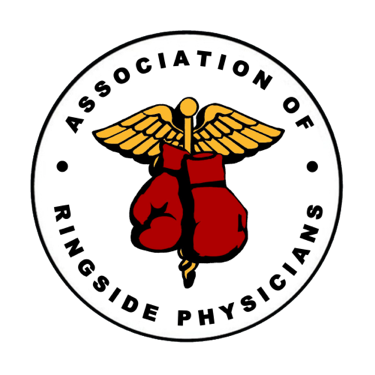 ASSOCIATION OF
RINGSIDE PHYSICIANS